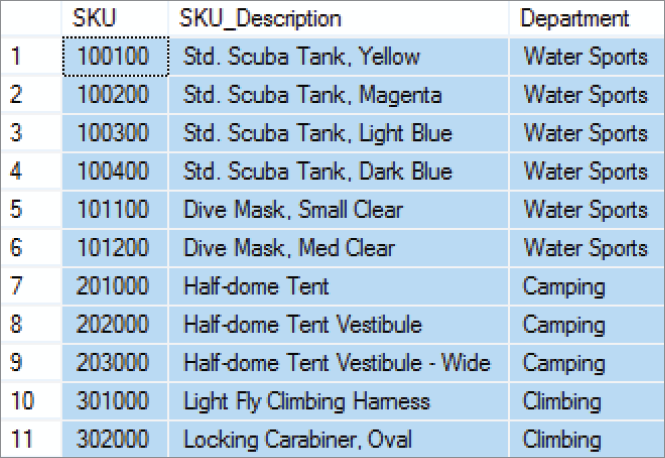 SKU SKU_Description Department
1 100100 Std. Scuba Tank, Yellow Water Sports
2 100200 Std. Scuba Tank, Magenta Water Sports
3 100300 Std. Scuba Tank, Light Blue Water Sports
4 100400 Std. Scuba Tank, Dark Blue Water Sports
5 101100 Dive Mask, Small Clear Water Sports
6 101200 Dive Mask, Med Clear Water Sports
7 201000 Half-dome Tent Camping
8 202000 Half-dome Tent Vestibule Camping
9 203000 Half-dome Tent Vestibule - Wide Camping
10 301000 Light Fly Climbing Harness Climbing
11 302000 Locking Carabiner, Oval Climbing